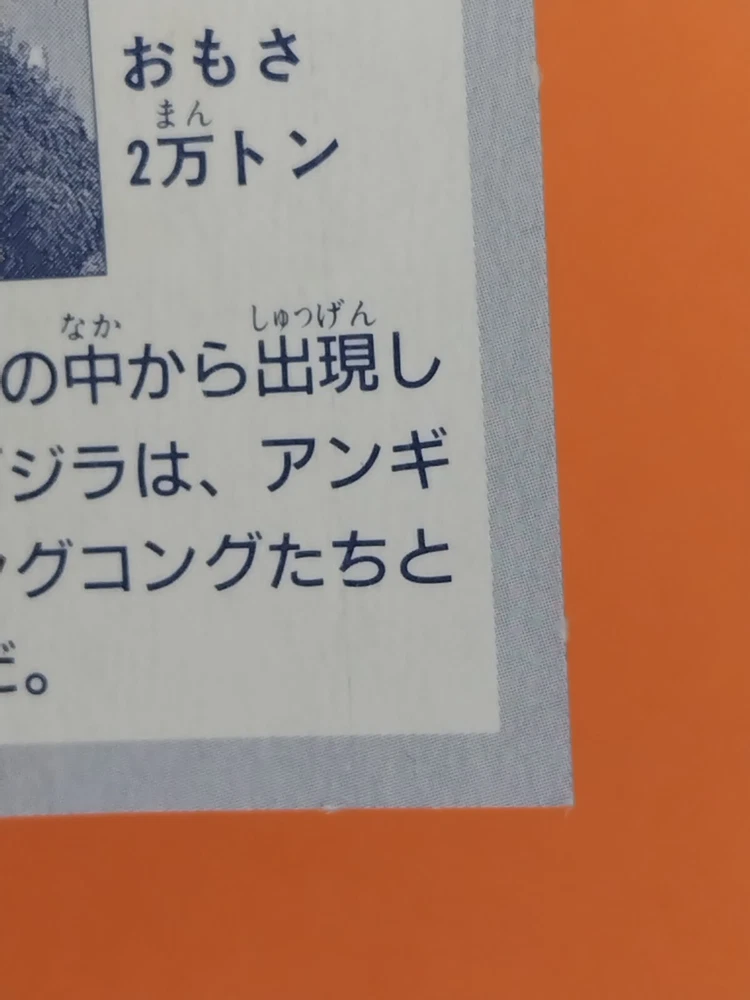 おもさ
まん
2万トン
なか しゅつげん
の中から出現し
ジラは、アンギ
グコングたちと
だ。